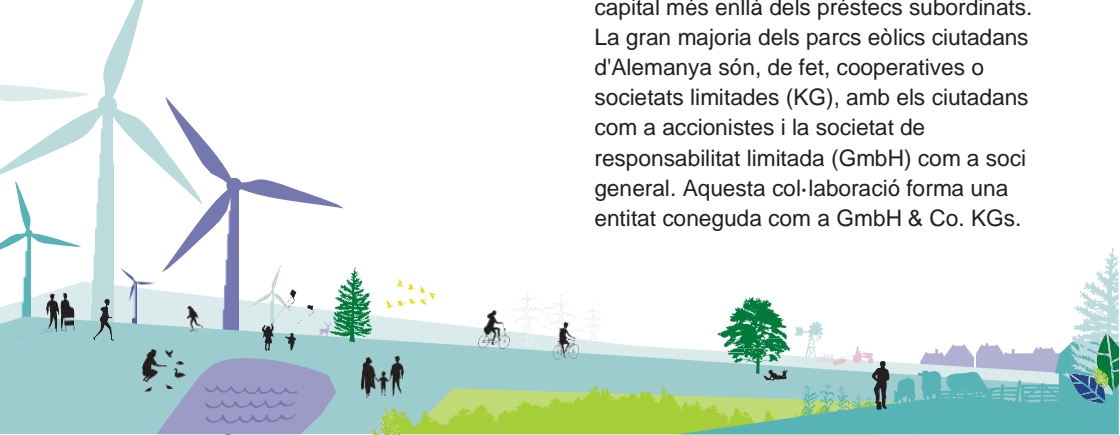 capital més enllà dels préstecs subordinats.
La gran majoria dels parcs eòlics ciutadans
d'Alemanya són, de fet, cooperatives o
societats limitades (KG), amb els ciutadans
com a accionistes i la societat de
responsabilitat limitada (GmbH) com a soci
general. Aquesta col·laboració forma una
entitat coneguda com a GmbH & Co. KGs.